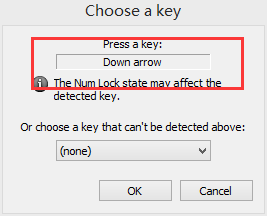 Choose a key
Press a key:
Down arrow
The Num Lock state may affect the
detected key.
Or choose a key that can't be detected above:
(none)
OK
Cancel